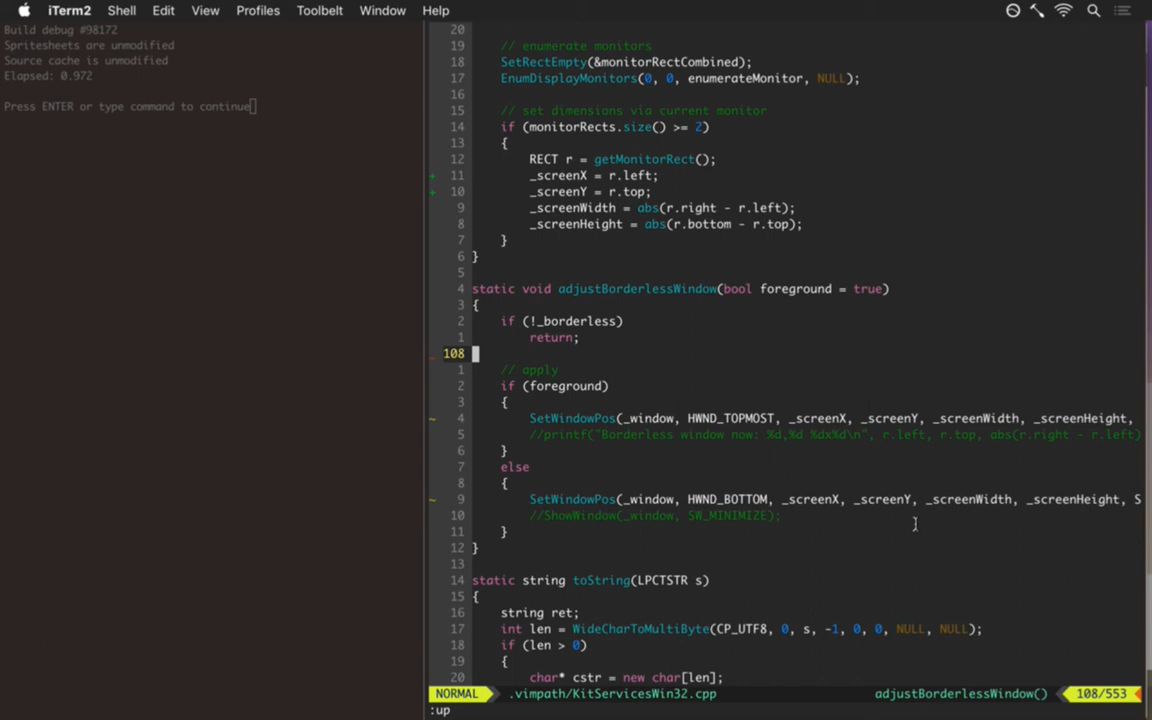 iTerm2 Shell Edit View Profiles Toolbelt Window Help
Build debug #98172
Spritesheets are unmodified
Source cache is unmodified
Elapsed: 0.972
Press ENTER or type command to continue
20
19 // enumerate monitors
18 SetRectEmpty(&monitorRectCombined);
17 EnumDisplayMonitors(0, 0, enumerateMonitor, NULL);
16
15 // set dimensions via current monitor
14 if (monitorRects.size() >= 2)
13 {
12 RECT r = getMonitorRect();
+ 11 _screenX = r.left;
+ 10 _screenY = r.top;
9 _screenWidth = abs(r.right - r.left);
8 _screenHeight = abs(r.bottom - r.top);
7 }
6 }
5
4 static void adjustBorderlessWindow(bool foreground = true)
3 {
2 if (!_borderless)
1 return;
_ 108
1 // apply
2 if (foreground)
3 {
~ 4 SetWindowPos(_window, HWND_TOPMOST, _screenX, _screenY, _screenWidth, _screenHeight,
5 //printf("Borderless window now: %d,%d %dx%d\n", r.left, r.top, abs(r.right - r.left)
6 }
7 else
8 {
~ 9 SetWindowPos(_window, HWND_BOTTOM, _screenX, _screenY, _screenWidth, _screenHeight, S
10 //ShowWindow(_window, SW_MINIMIZE);
11 }
12 }
13
14 static string toString(LPCTSTR s)
15 {
16 string ret;
17 int len = WideCharToMultiByte(CP_UTF8, 0, s, -1, 0, 0, NULL, NULL);
18 if (len > 0)
19 {
20 char* cstr = new char[len];
NORMAL .vimpath/KitServicesWin32.cpp adjustBorderlessWindow() 108/553
:up